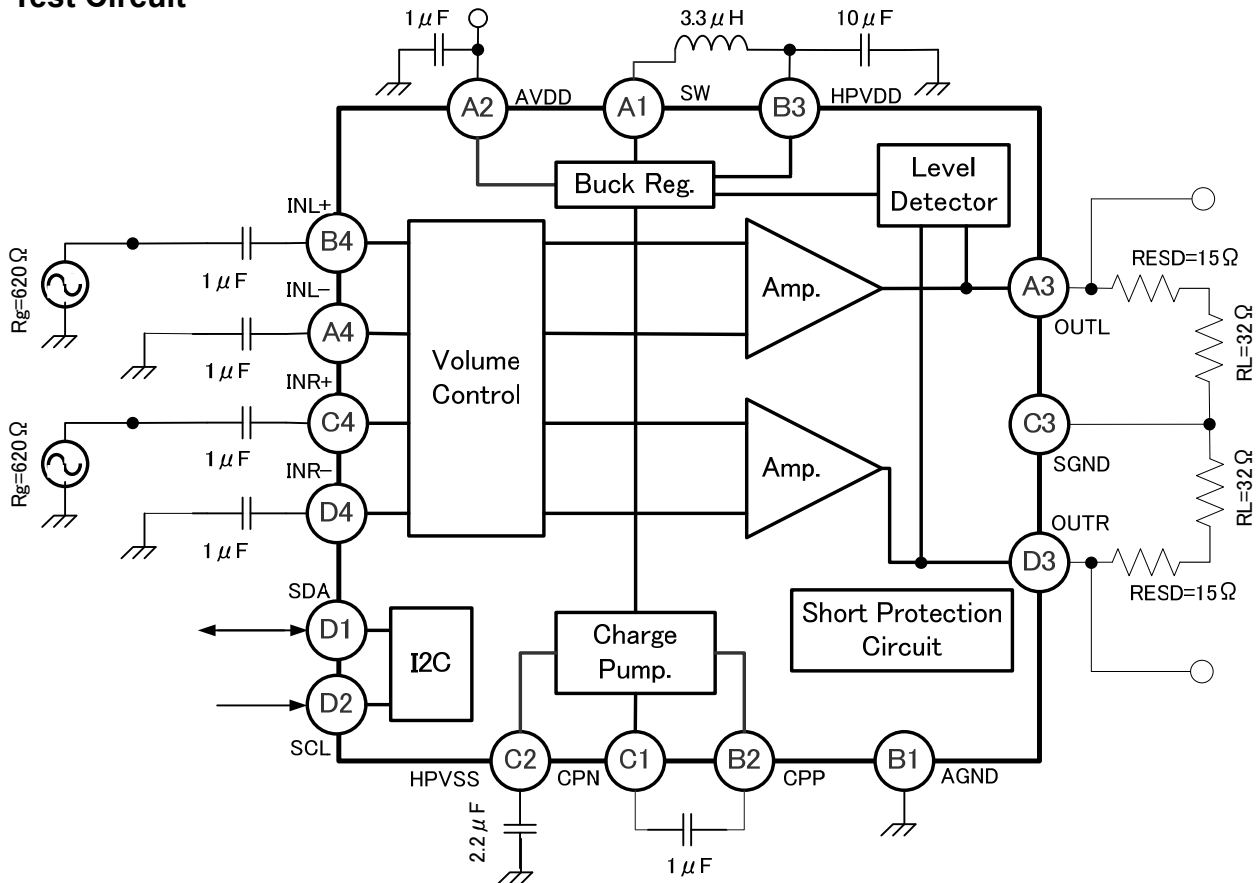 Test Circuit
1μF
3.3μH
10μF
A2
AVDD
A1
SW
B3
HPVDD
Buck Reg.
Level
Detector
INL+
B4
1μF
Rg=620Ω
INL−
A4
1μF
INR+
C4
1μF
Rg=620Ω
INR−
D4
1μF
Volume
Control
Amp.
Amp.
A3
OUTL
RESD=15Ω
RL=32Ω
C3
SGND
RL=32Ω
OUTR
D3
RESD=15Ω
SDA
D1
I2C
D2
SCL
Charge
Pump.
Short Protection
Circuit
HPVSS
C2
CPN
C1
B2
CPP
B1
AGND
2.2μF
1μF